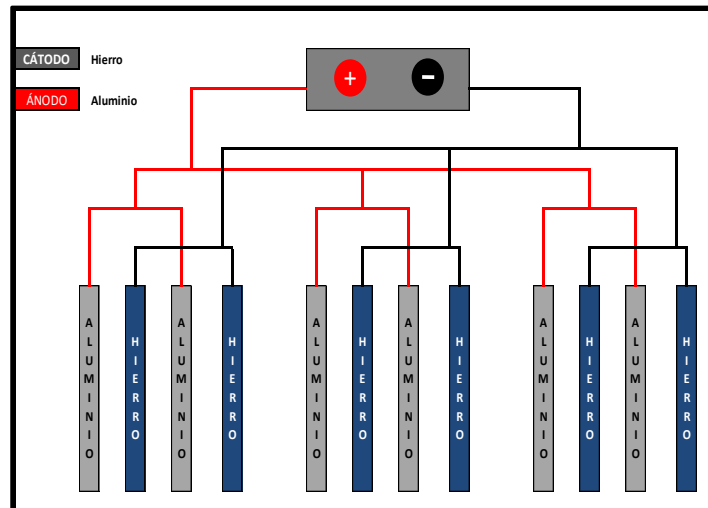 CÁTODO Hierro
ÁNODO Aluminio
+ −
ALUMINIO
HIERRO
ALUMINIO
HIERRO
ALUMINIO
HIERRO
ALUMINIO
HIERRO
ALUMINIO
HIERRO
ALUMINIO
HIERRO